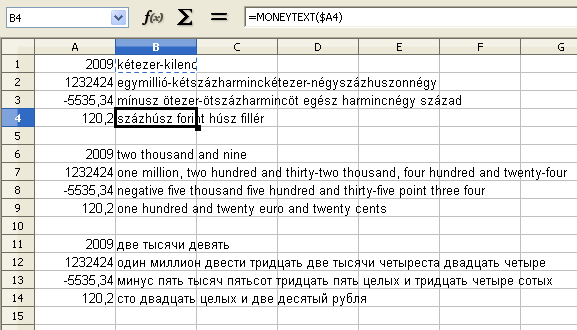 B4 f(x) Σ = =MONEYTEXT($A4)
A B C D E F G
1 2009 kétezer-kilenc
2 1232424 egymillió-kétszázharminckétezer-négyszázhuszonnégy
3 -5535,34 mínusz ötezer-ötszázharmincöt egész harmincnégy század
4 120,2 százhúsz forint húsz fillér
5
6 2009 two thousand and nine
7 1232424 one million, two hundred and thirty-two thousand, four hundred and twenty-four
8 -5535,34 negative five thousand five hundred and thirty-five point three four
9 120,2 one hundred and twenty euro and twenty cents
10
11 2009 две тысячи девять
12 1232424 один миллион двести тридцать две тысячи четыреста двадцать четыре
13 -5535,34 минус пять тысяч пятьсот тридцать пять целых и тридцать четыре сотых
14 120,2 сто двадцать целых и две десятый рубля
15